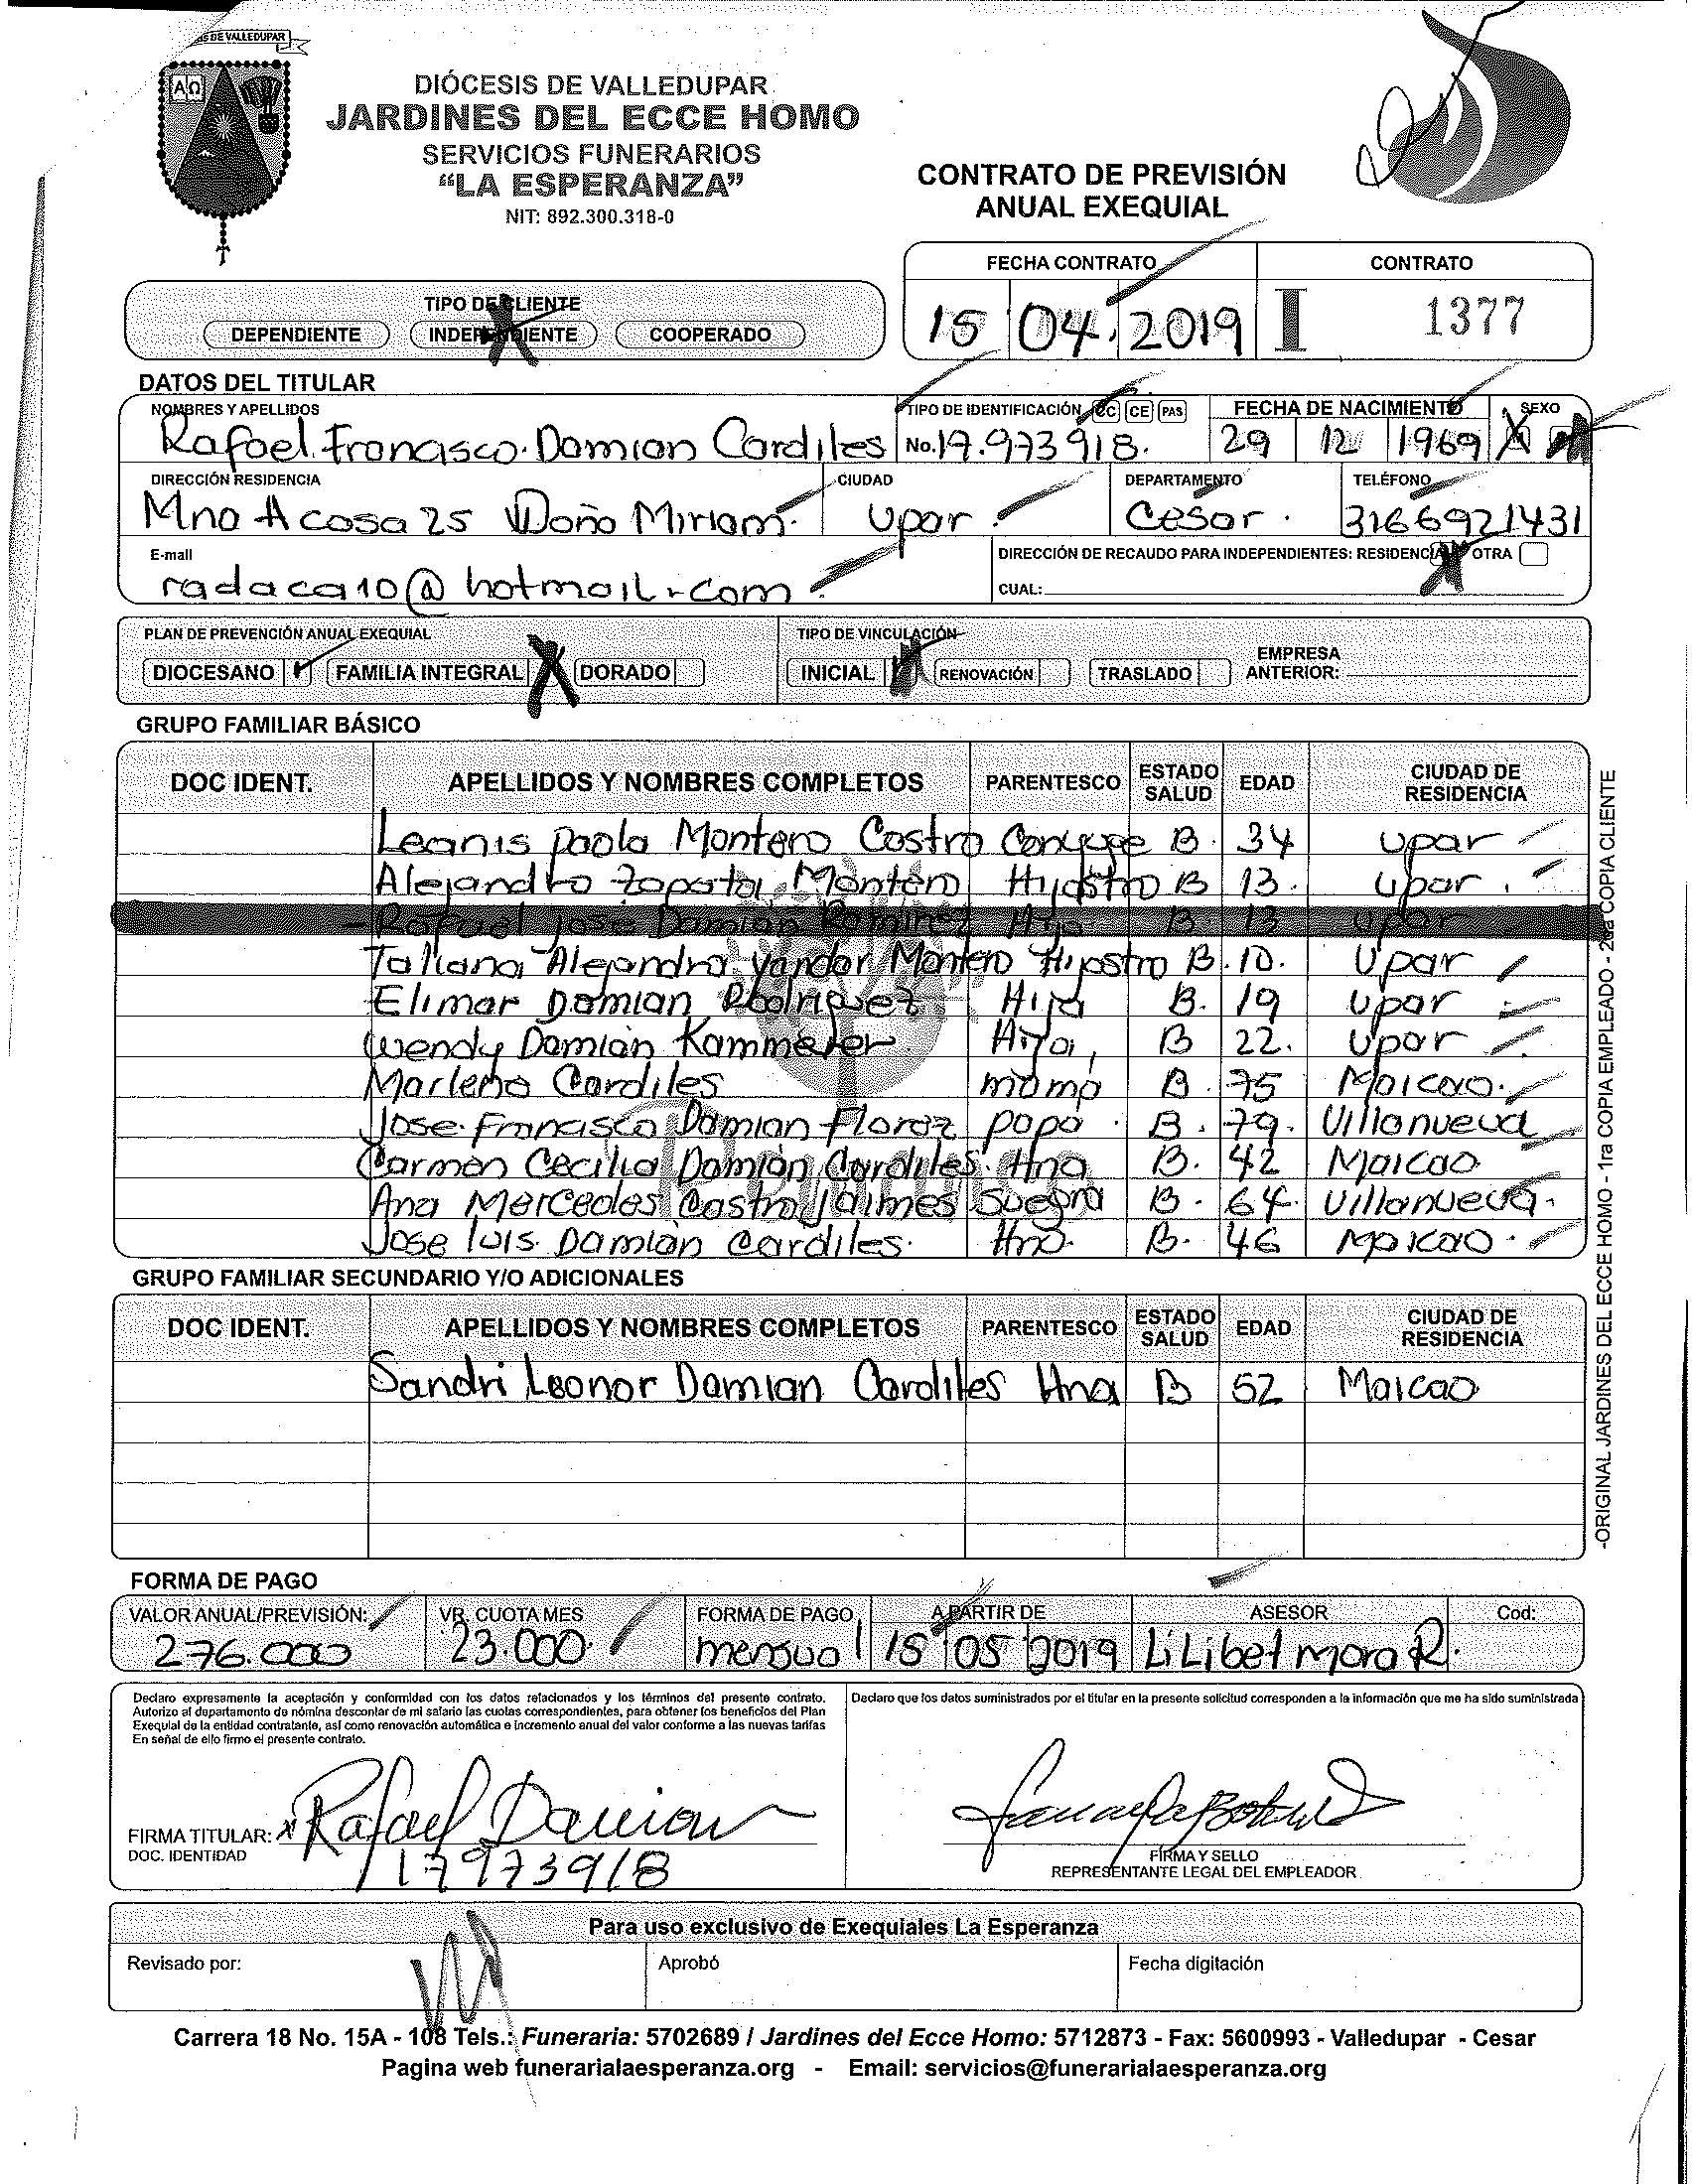 S DE VALLEDUPAR
ΑΩ
DIÓCESIS DE VALLEDUPAR
JARDINES DEL ECCE HOMO
SERVICIOS FUNERARIOS
“LA ESPERANZA”
NIT: 892.300.318-0
CONTRATO DE PREVISIÓN
ANUAL EXEQUIAL
FECHA CONTRATO CONTRATO
15 04 2019 I 1377
TIPO DE CLIENTE
DEPENDIENTE INDEPENDIENTE COOPERADO
DATOS DEL TITULAR
NOMBRES Y APELLIDOS TIPO DE IDENTIFICACIÓN CC CE PAS FECHA DE NACIMIENTO SEXO
Rafael Francisco Damian Cardiles No. 17.973918. 29 12 1969
DIRECCIÓN RESIDENCIA CIUDAD DEPARTAMENTO TELÉFONO
Mna A casa 25 Doña Miriam. Upar. Cesar. 3166921431
E-mail DIRECCIÓN DE RECAUDO PARA INDEPENDIENTES: RESIDENCIA X OTRA
radaca10@hotmail.com CUAL:
PLAN DE PREVENCIÓN ANUAL EXEQUIAL TIPO DE VINCULACIÓN
DIOCESANO FAMILIA INTEGRAL X DORADO INICIAL X RENOVACIÓN TRASLADO EMPRESA ANTERIOR:
GRUPO FAMILIAR BÁSICO
DOC IDENT. APELLIDOS Y NOMBRES COMPLETOS PARENTESCO ESTADO SALUD EDAD CIUDAD DE RESIDENCIA
Leanis Paola Montero Castro Conyuge B. 34 upar
Alejandro Zapata Montero Hijastro B 13. upar.
Rafael Jose Damian Ramirez Hijo B. 13 upar
Taliana Alejandra Montero Hijastro B. 10. Upar
Elimar Damian Rodriguez Hija B. 19 upar
Wendy Damian Kammerer Hija, B 22. Upar
Marlene Cardiles mama B. 75 Maicao.
Jose Francisco Damian Florez papa B. 79. Villanueva
Carmen Cecilia Damian Cardiles. Hna B. 42 Maicao
Ana Mercedes Castro Jaimes Suegra B. 64. Villanueva.
Jose luis Damian Cardiles. Hno. B. 46 Maicao.
GRUPO FAMILIAR SECUNDARIO Y/O ADICIONALES
DOC IDENT. APELLIDOS Y NOMBRES COMPLETOS PARENTESCO ESTADO SALUD EDAD CIUDAD DE RESIDENCIA
Sandri Leonor Damian Cardiles Hna B 52 Maicao
-ORIGINAL JARDINES DEL ECCE HOMO - 1ra COPIA EMPLEADO - 2da COPIA CLIENTE
FORMA DE PAGO
VALOR ANUAL/PREVISIÓN: VR. CUOTA MES FORMA DE PAGO A PARTIR DE ASESOR Cod:
276.000 23.000 mensual 15 05 2019 LiLibet Mora R.
Declaro expresamente la aceptación y conformidad con los datos relacionados y los términos del presente contrato.
Autorizo al departamento de nómina descontar de mi salario las cuotas correspondientes, para obtener los beneficios del Plan
Exequial de la entidad contratante, así como renovación automática e incremento anual del valor conforme a las nuevas tarifas
En señal de ello firmo el presente contrato.
Declaro que los datos suministrados por el titular en la presente solicitud corresponden a la información que me ha sido suministrada
FIRMA TITULAR: x Rafael Damian
DOC. IDENTIDAD 17973918
FIRMA Y SELLO
REPRESENTANTE LEGAL DEL EMPLEADOR
Para uso exclusivo de Exequiales La Esperanza
Revisado por: Aprobó Fecha digitación
Carrera 18 No. 15A - 108 Tels.: Funeraria: 5702689 / Jardines del Ecce Homo: 5712873 - Fax: 5600993 - Valledupar - Cesar
Pagina web funerarialaesperanza.org - Email: servicios@funerarialaesperanza.org